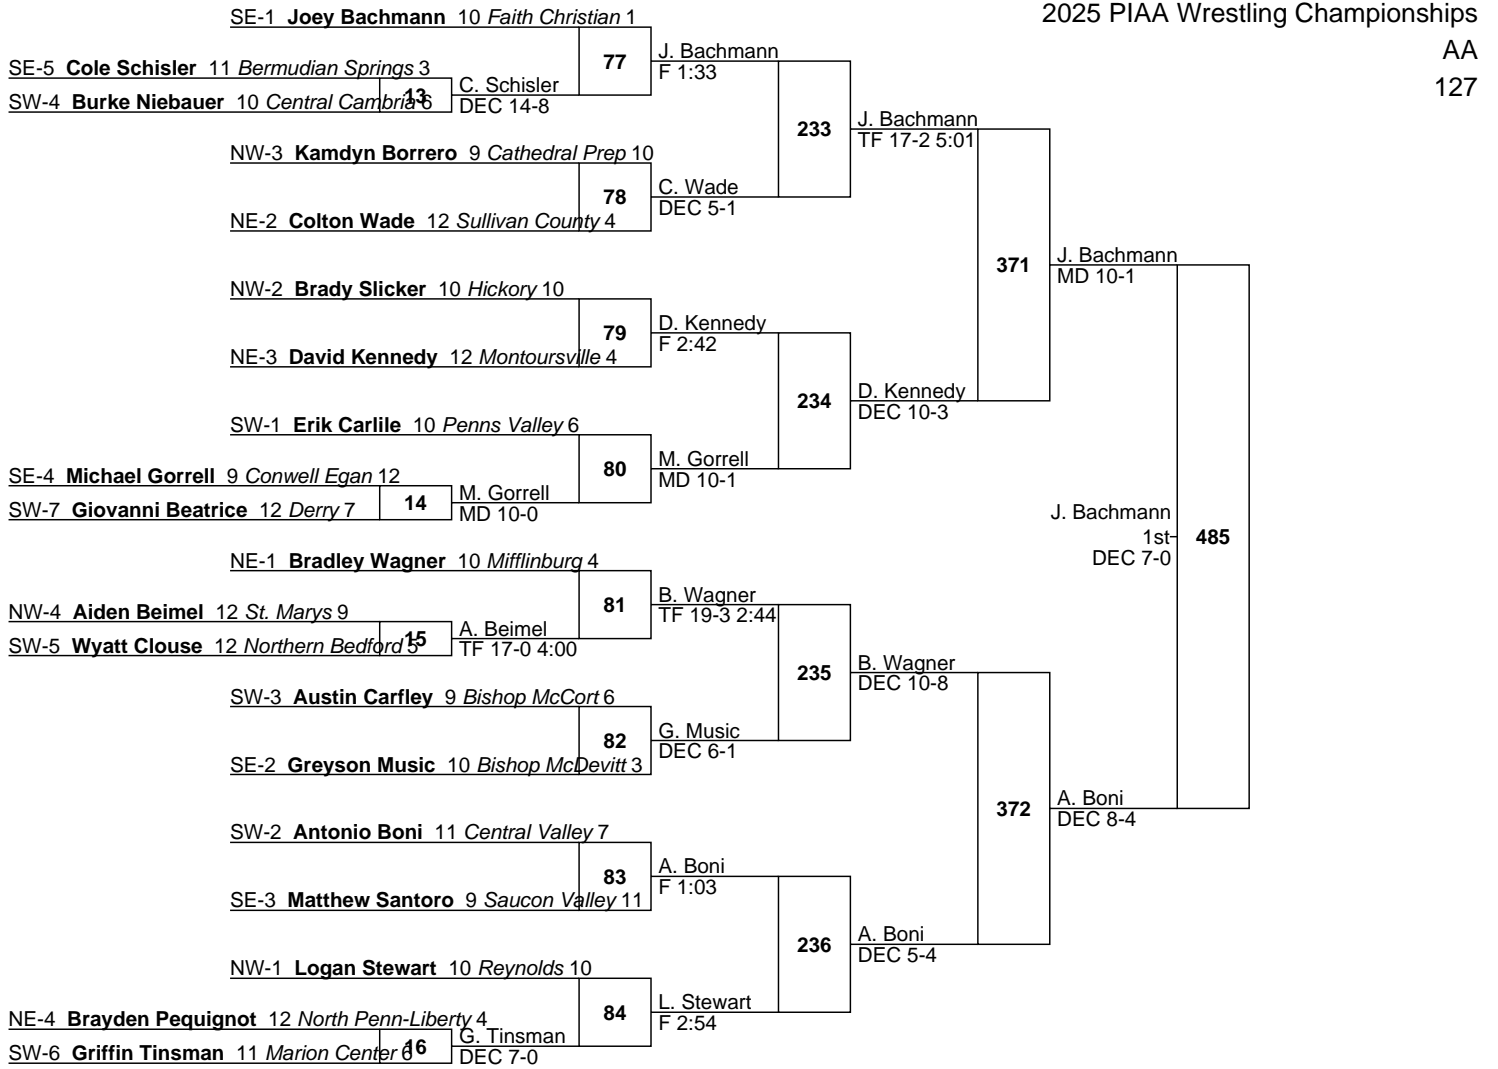 2025 PIAA Wrestling Championships
AA
127
SE-1 Joey Bachmann 10 Faith Christian 1
77
J. Bachmann
F 1:33
SE-5 Cole Schisler 11 Bermudian Springs 3
13
C. Schisler
DEC 14-8
SW-4 Burke Niebauer 10 Central Cambria 6
233
J. Bachmann
TF 17-2 5:01
NW-3 Kamdyn Borrero 9 Cathedral Prep 10
78
C. Wade
DEC 5-1
NE-2 Colton Wade 12 Sullivan County 4
371
J. Bachmann
MD 10-1
NW-2 Brady Slicker 10 Hickory 10
79
D. Kennedy
F 2:42
NE-3 David Kennedy 12 Montoursville 4
234
D. Kennedy
DEC 10-3
SW-1 Erik Carlile 10 Penns Valley 6
80
M. Gorrell
MD 10-1
SE-4 Michael Gorrell 9 Conwell Egan 12
14
M. Gorrell
MD 10-0
SW-7 Giovanni Beatrice 12 Derry 7
J. Bachmann
1st
DEC 7-0
485
NE-1 Bradley Wagner 10 Mifflinburg 4
81
B. Wagner
TF 19-3 2:44
NW-4 Aiden Beimel 12 St. Marys 9
15
A. Beimel
TF 17-0 4:00
SW-5 Wyatt Clouse 12 Northern Bedford 5
235
B. Wagner
DEC 10-8
SW-3 Austin Carfley 9 Bishop McCort 6
82
G. Music
DEC 6-1
SE-2 Greyson Music 10 Bishop McDevitt 3
372
A. Boni
DEC 8-4
SW-2 Antonio Boni 11 Central Valley 7
83
A. Boni
F 1:03
SE-3 Matthew Santoro 9 Saucon Valley 11
236
A. Boni
DEC 5-4
NW-1 Logan Stewart 10 Reynolds 10
84
L. Stewart
F 2:54
NE-4 Brayden Pequignot 12 North Penn-Liberty 4
16
G. Tinsman
DEC 7-0
SW-6 Griffin Tinsman 11 Marion Center 6